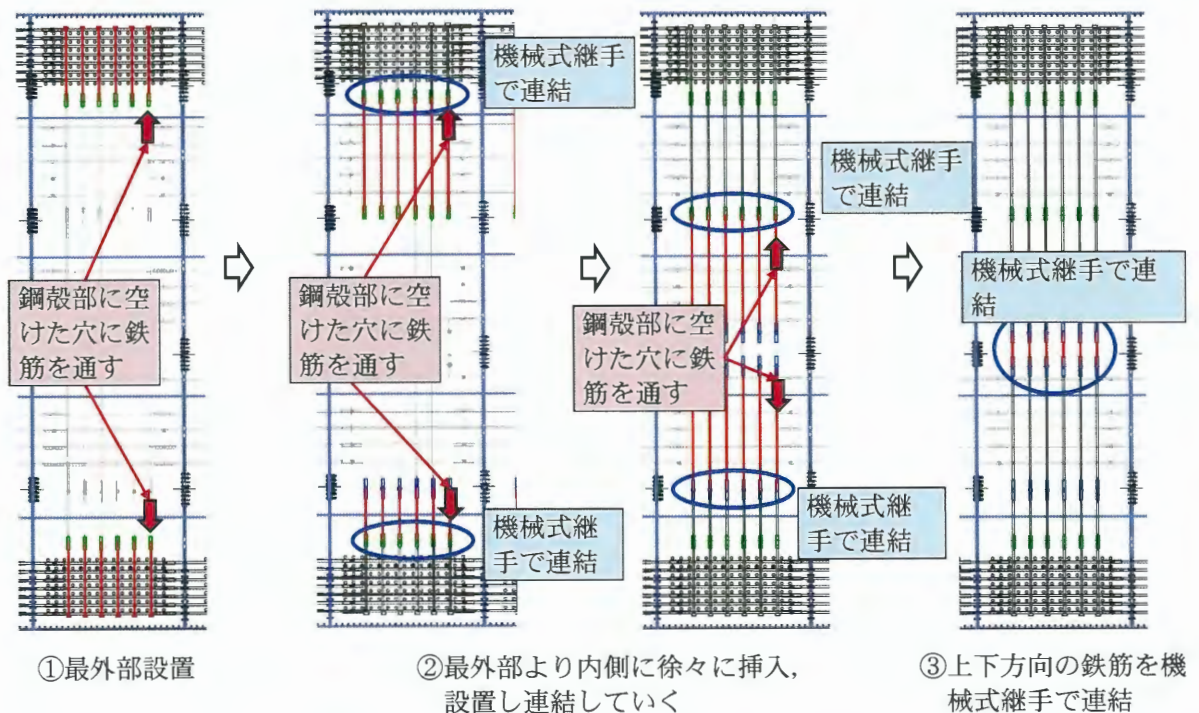 機械式継手
で連結
機械式継手
で連結
鋼殻部に空
けた穴に鉄
筋を通す
鋼殻部に空
けた穴に鉄
筋を通す
鋼殻部に空
けた穴に鉄
筋を通す
機械式継手で連
結
機械式継
手で連結
機械式継
手で連結
①最外部設置
②最外部より内側に徐々に挿入,
設置し連結していく
③上下方向の鉄筋を機
械式継手で連結